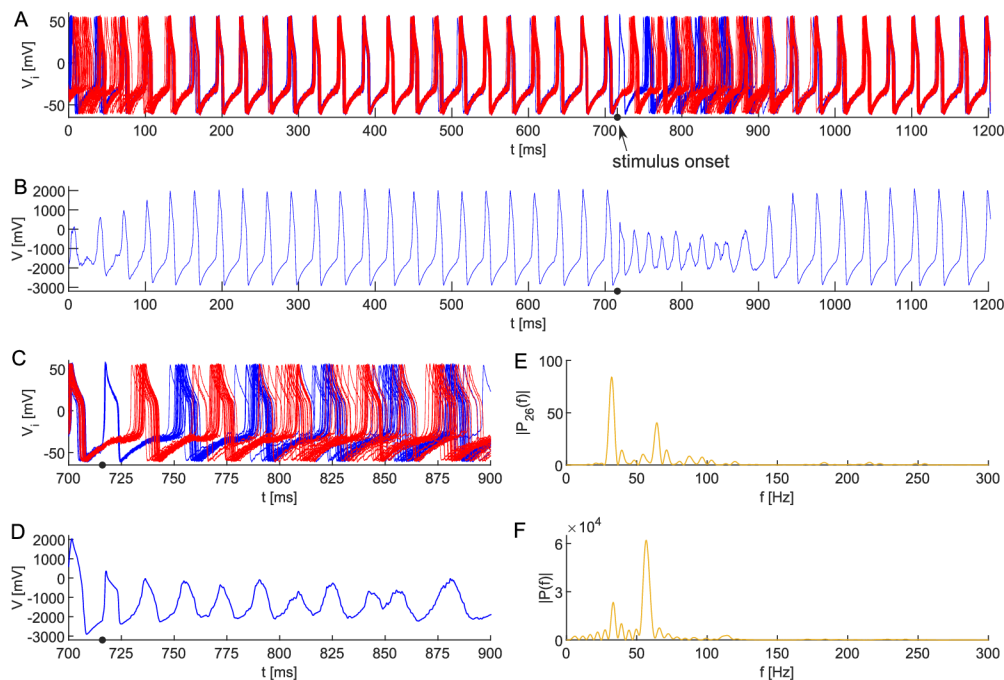 A
V_i [mV]
50
0
-50
0 100 200 300 400 500 600 700 800 900 1000 1100 1200
t [ms]
stimulus onset
B
V [mV]
2000
1000
0
-1000
-2000
-3000
0 100 200 300 400 500 600 700 800 900 1000 1100 1200
t [ms]
C
V_i [mV]
50
0
-50
700 725 750 775 800 825 850 875 900
t [ms]
E
|P_26(f)|
100
50
0
0 50 100 150 200 250 300
f [Hz]
D
V [mV]
2000
1000
0
-1000
-2000
-3000
700 725 750 775 800 825 850 875 900
t [ms]
F
×10^4
|P(f)|
6
3
0
0 50 100 150 200 250 300
f [Hz]